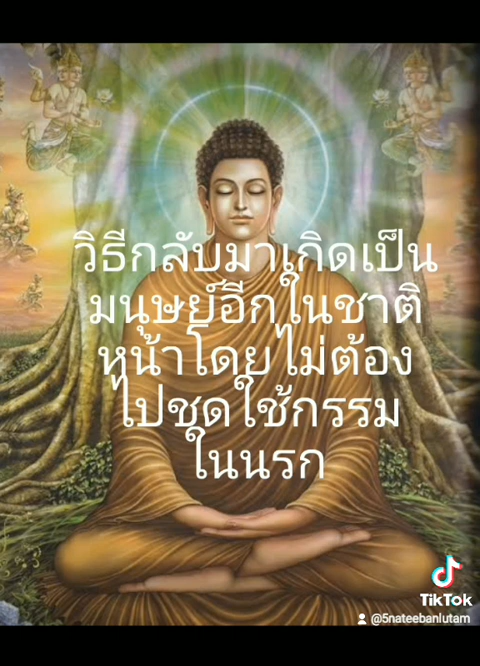 วิธีกลับมาเกิดเป็น
มนุษย์อีกในชาติ
หน้าโดยไม่ต้อง
ไปชดใช้กรรม
ในนรก
TikTok
@5nateebanlutam